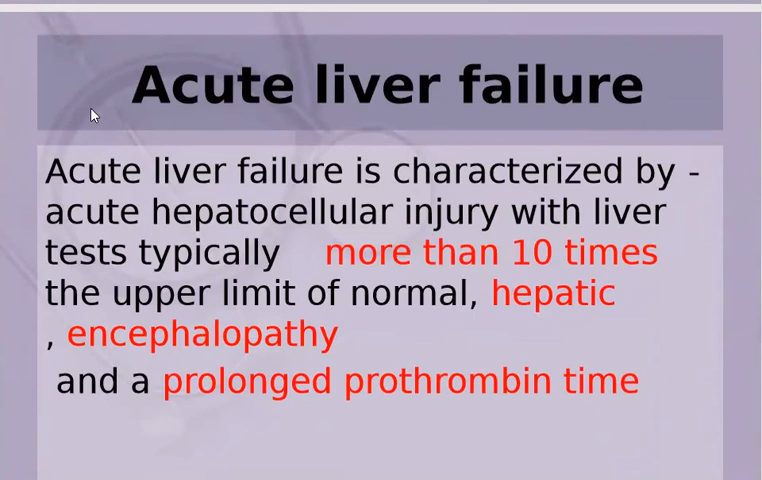 Acute liver failure
Acute liver failure is characterized by -
acute hepatocellular injury with liver
tests typically more than 10 times
the upper limit of normal, hepatic
, encephalopathy
and a prolonged prothrombin time